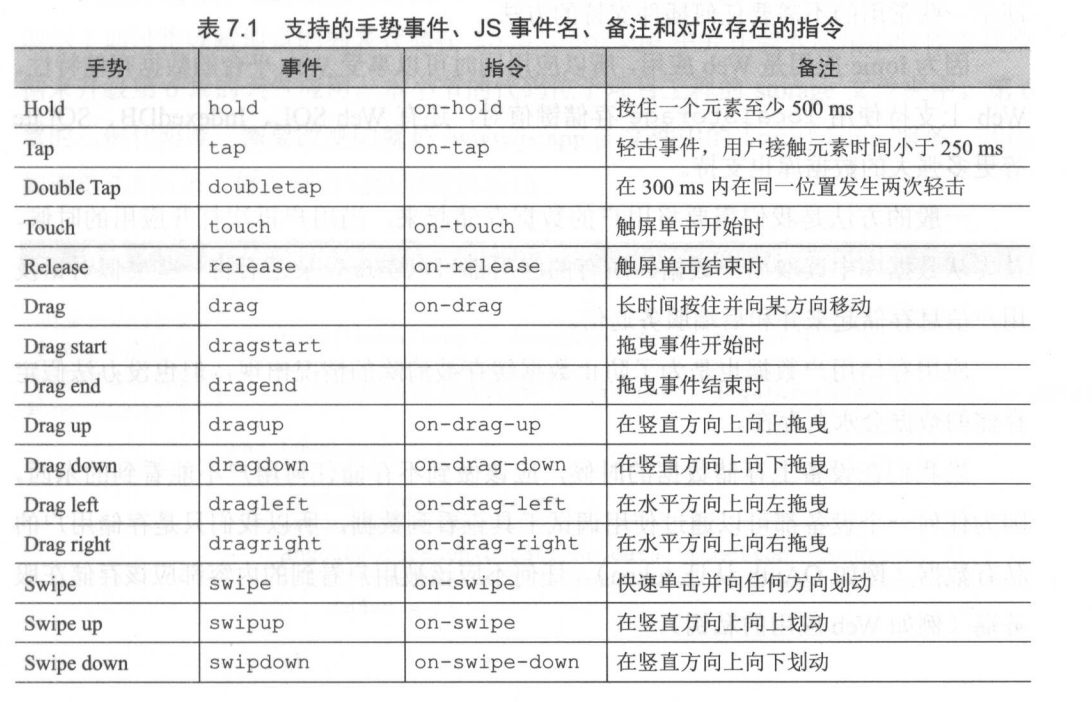 表 7.1 支持的手势事件、JS 事件名、备注和对应存在的指令
手势 事件 指令 备注
Hold hold on-hold 按住一个元素至少 500 ms
Tap tap on-tap 轻击事件，用户接触元素时间小于 250 ms
Double Tap doubletap 在 300 ms 内在同一位置发生两次轻击
Touch touch on-touch 触屏单击开始时
Release release on-release 触屏单击结束时
Drag drag on-drag 长时间按住并向某方向移动
Drag start dragstart 拖曳事件开始时
Drag end dragend 拖曳事件结束时
Drag up dragup on-drag-up 在竖直方向上向上拖曳
Drag down dragdown on-drag-down 在竖直方向上向下拖曳
Drag left dragleft on-drag-left 在水平方向上向左拖曳
Drag right dragright on-drag-right 在水平方向上向右拖曳
Swipe swipe on-swipe 快速单击并向任何方向划动
Swipe up swipup on-swipe 在竖直方向上向上划动
Swipe down swipdown on-swipe-down 在竖直方向上向下划动